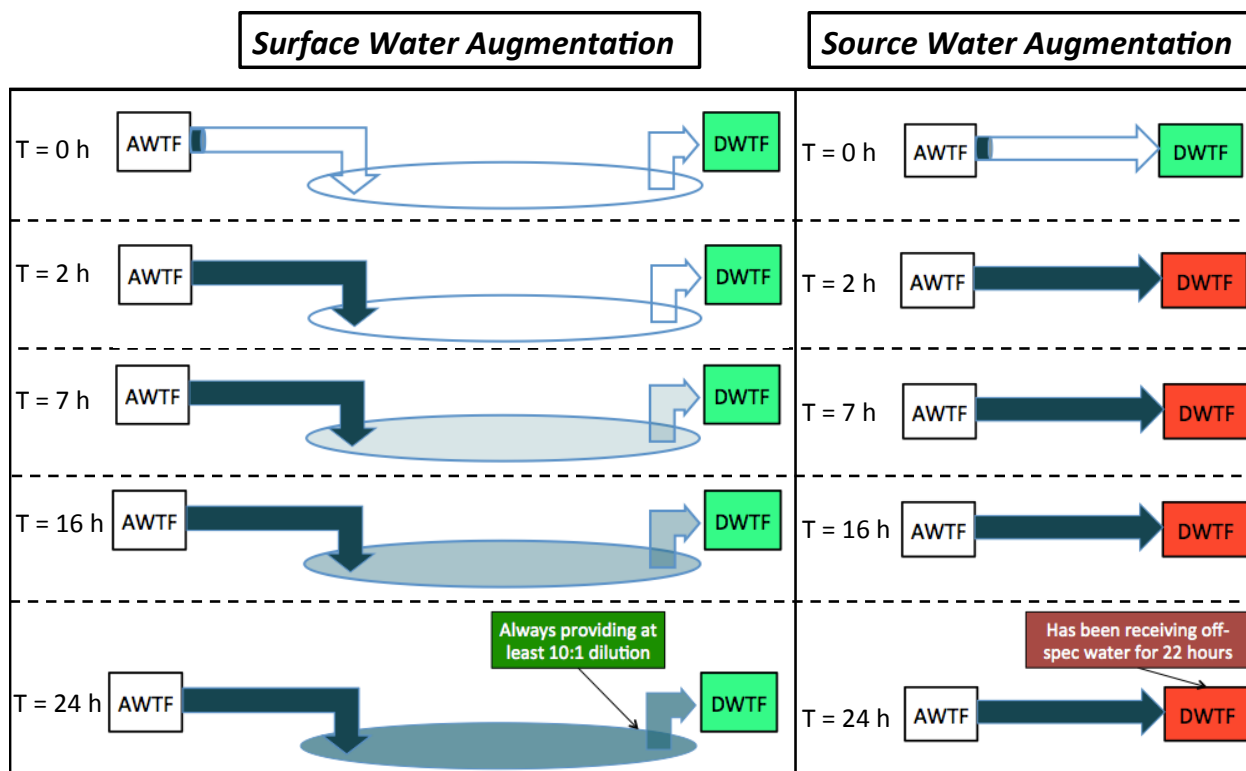 Surface Water Augmentation
Source Water Augmentation
T = 0 h
AWTF
DWTF
T = 0 h
AWTF
DWTF
T = 2 h
AWTF
DWTF
T = 2 h
AWTF
DWTF
T = 7 h
AWTF
DWTF
T = 7 h
AWTF
DWTF
T = 16 h
AWTF
DWTF
T = 16 h
AWTF
DWTF
Always providing at
least 10:1 dilution
Has been receiving off-
spec water for 22 hours
T = 24 h
AWTF
DWTF
T = 24 h
AWTF
DWTF